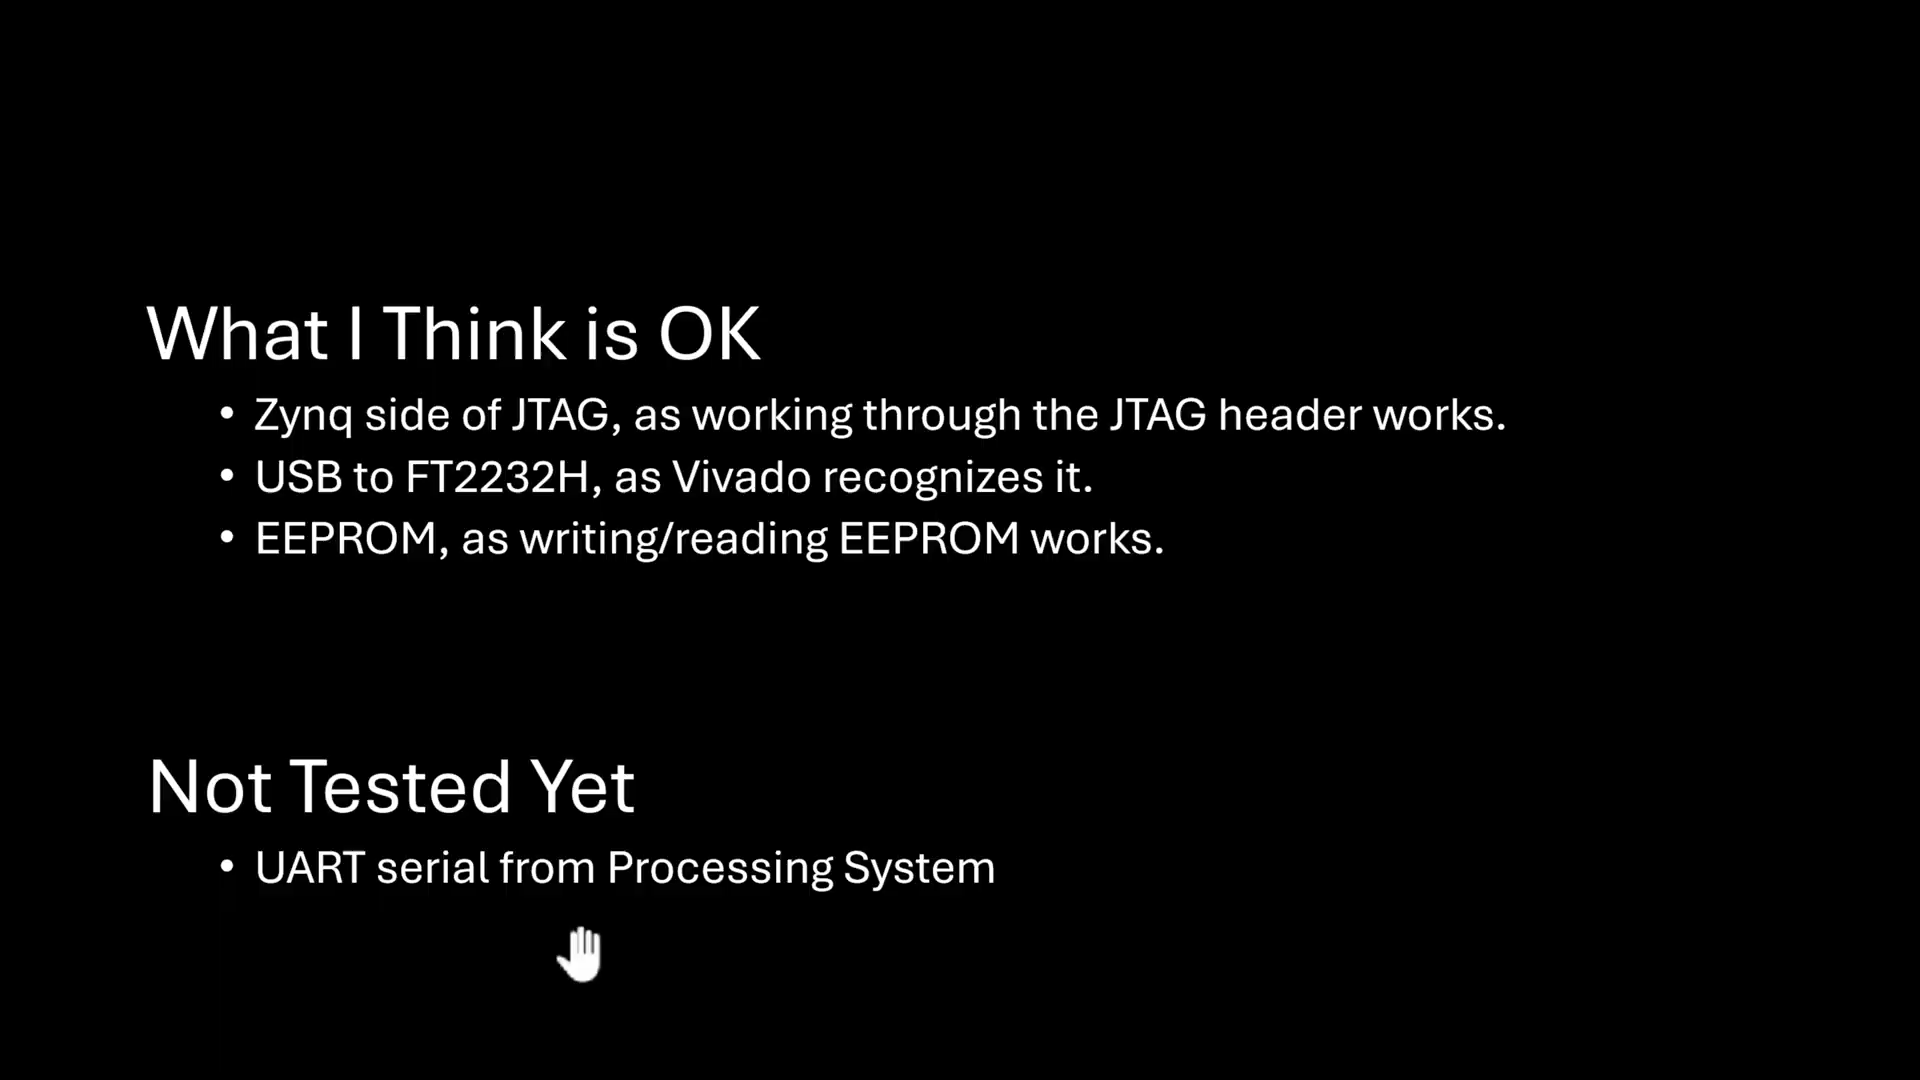 What I Think is OK
• Zynq side of JTAG, as working through the JTAG header works.
• USB to FT2232H, as Vivado recognizes it.
• EEPROM, as writing/reading EEPROM works.
Not Tested Yet
• UART serial from Processing System